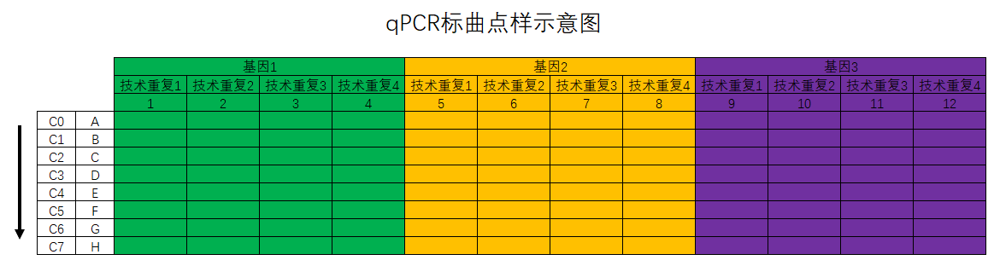 qPCR标曲点样示意图
基因1 基因2 基因3
技术重复1 技术重复2 技术重复3 技术重复4 技术重复1 技术重复2 技术重复3 技术重复4 技术重复1 技术重复2 技术重复3 技术重复4
1 2 3 4 5 6 7 8 9 10 11 12
C0 A
C1 B
C2 C
C3 D
C4 E
C5 F
C6 G
C7 H